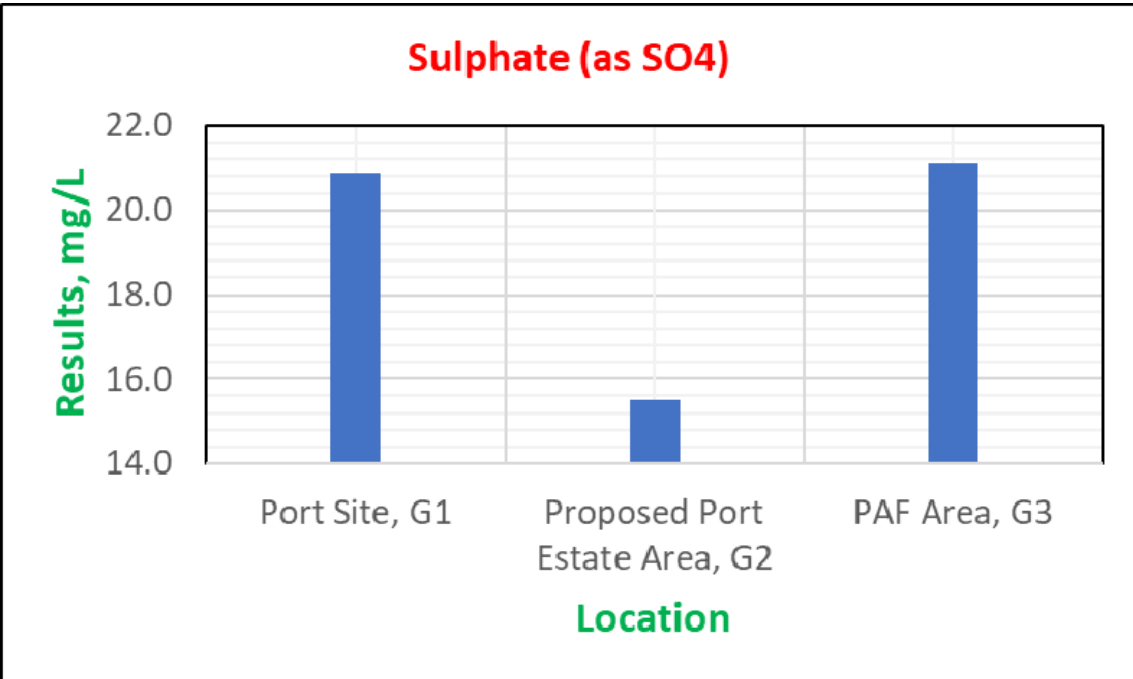 Sulphate (as SO4)
Results, mg/L
22.0
20.0
18.0
16.0
14.0
Port Site, G1
Proposed Port
Estate Area, G2
PAF Area, G3
Location